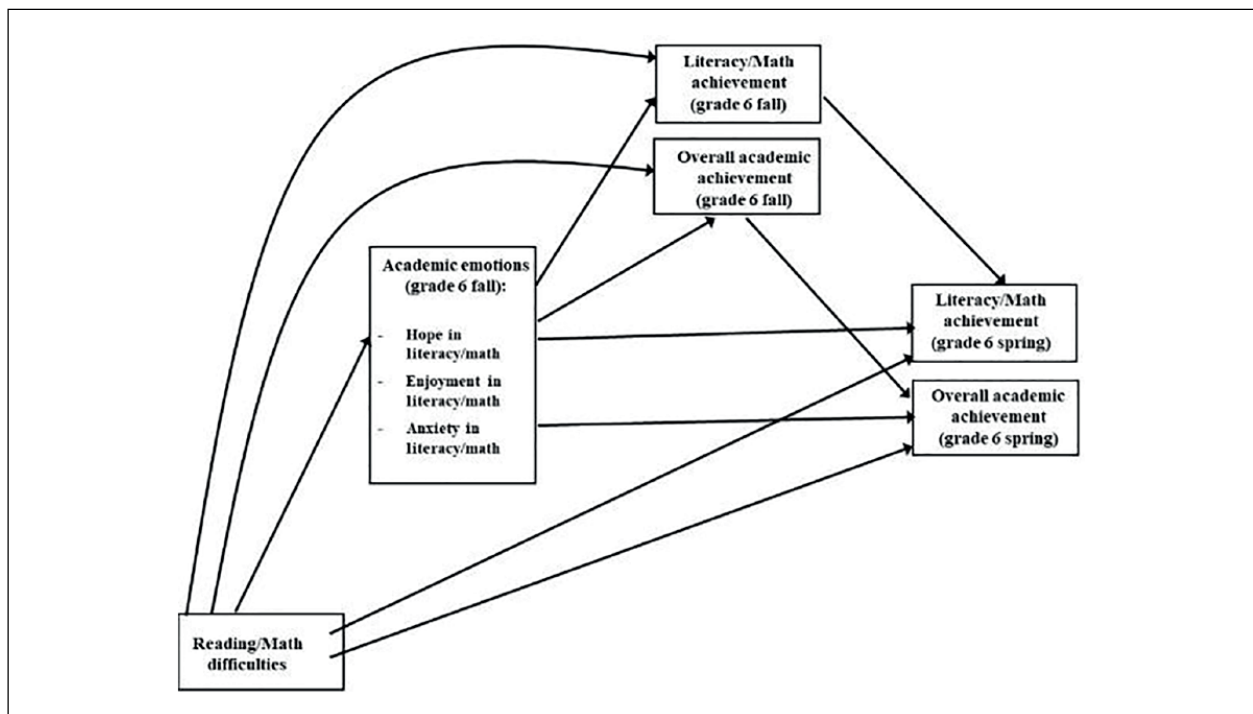 Literacy/Math
achievement
(grade 6 fall)
Overall academic
achievement
(grade 6 fall)
Academic emotions
(grade 6 fall):
- Hope in
literacy/math
- Enjoyment in
literacy/math
- Anxiety in
literacy/math
Literacy/Math
achievement
(grade 6 spring)
Overall academic
achievement
(grade 6 spring)
Reading/Math
difficulties